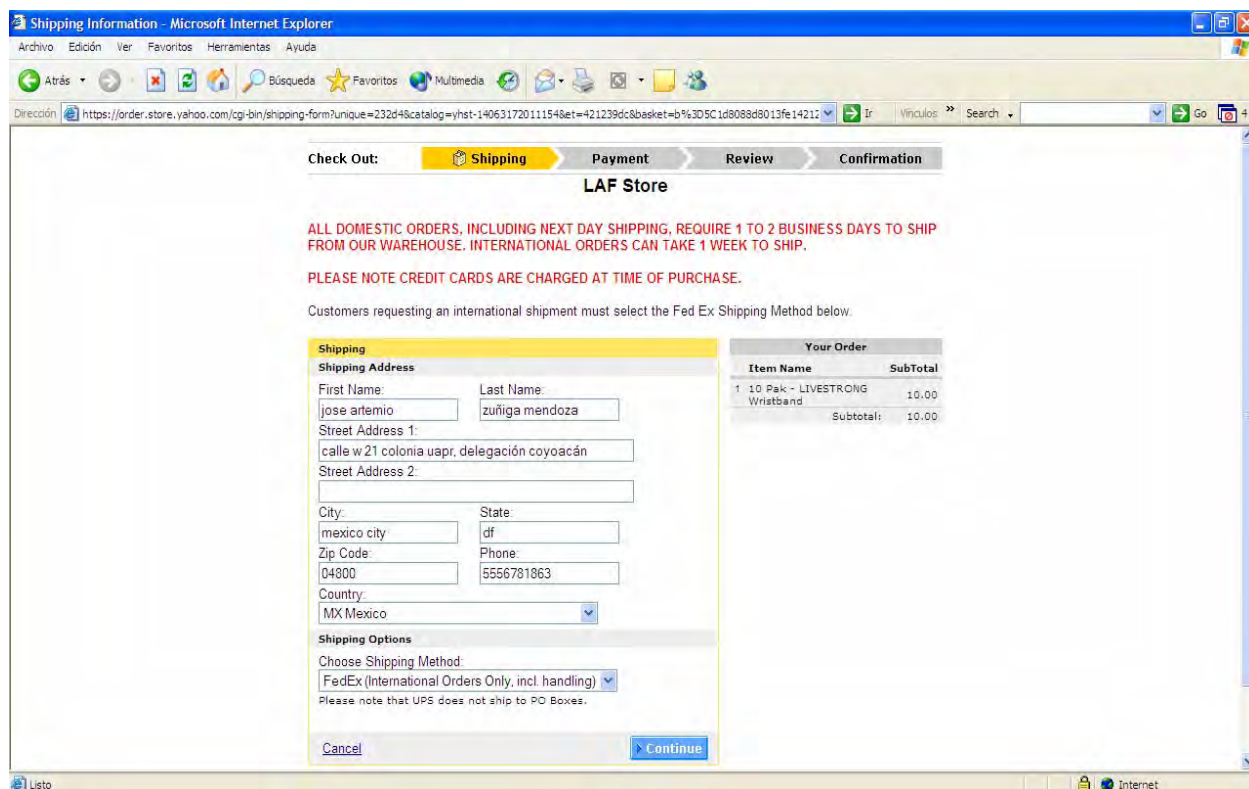 Shipping Information - Microsoft Internet Explorer
Archivo Edición Ver Favoritos Herramientas Ayuda
Atrás Búsqueda Favoritos Multimedia
Dirección https://order.store.yahoo.com/cgi-bin/shipping-form?unique=232d4&catalog=yhst-14063172011154&et=421239dc&basket=b%3D5C1d8088d8013fe14212 Ir Vínculos » Search Go 4
Check Out: Shipping Payment Review Confirmation
LAF Store
ALL DOMESTIC ORDERS, INCLUDING NEXT DAY SHIPPING, REQUIRE 1 TO 2 BUSINESS DAYS TO SHIP
FROM OUR WAREHOUSE. INTERNATIONAL ORDERS CAN TAKE 1 WEEK TO SHIP.
PLEASE NOTE CREDIT CARDS ARE CHARGED AT TIME OF PURCHASE.
Customers requesting an international shipment must select the Fed Ex Shipping Method below.
Shipping
Shipping Address
First Name: Last Name:
jose artemio zuñiga mendoza
Street Address 1:
calle w 21 colonia uapr, delegación coyoacán
Street Address 2:
City: State:
mexico city df
Zip Code: Phone:
04800 5556781863
Country:
MX Mexico
Shipping Options
Choose Shipping Method:
FedEx (International Orders Only, incl. handling)
Please note that UPS does not ship to PO Boxes.
Cancel Continue
Your Order
Item Name SubTotal
1 10 Pak - LIVESTRONG
Wristband 10.00
Subtotal: 10.00
Listo Internet